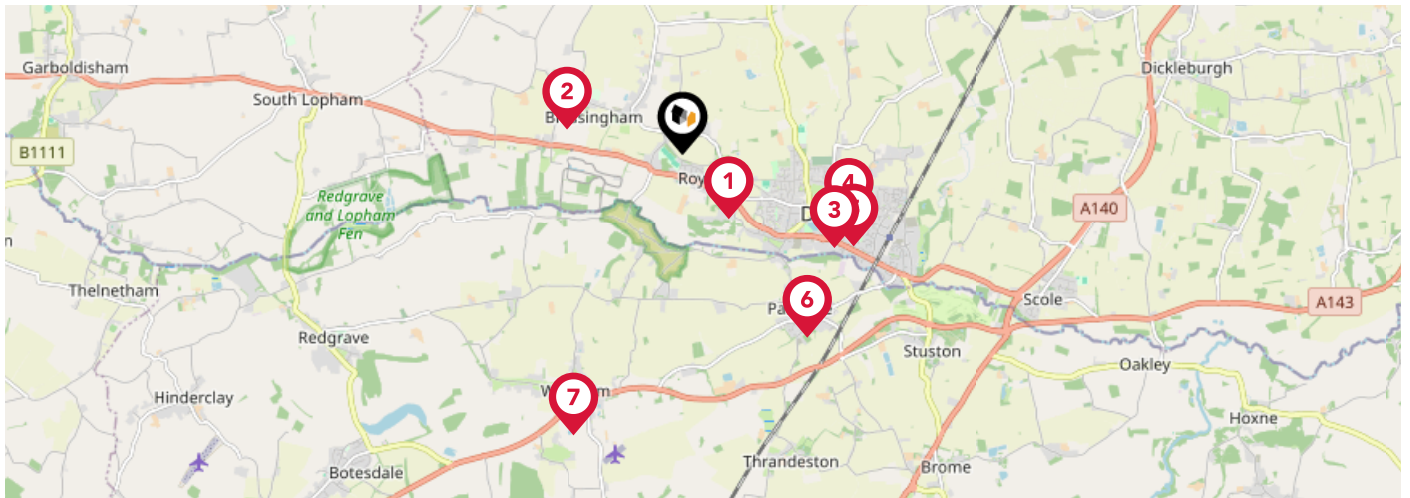 Garboldisham
Dickleburgh
South Lopham
2
B1111
1
4
Redgrave
and Lopham
Fen
3
A140
Thelnetham
6
Scole
A143
Redgrave
Stuston
Oakley
Hinderclay
7
Hoxne
Botesdale
Thrandeston
Brome